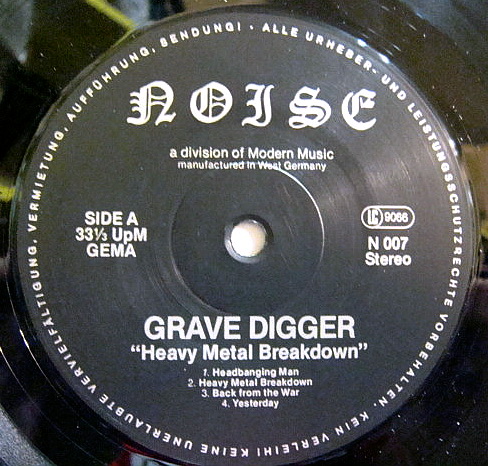 ALLE URHEBER- UND LEISTUNGSSCHUTZRECHTE VORBEHALTEN. KEIN VERLEIH! KEINE UNERLAUBTE VERVIELFÄLTIGUNG, VERMIETUNG, AUFFÜHRUNG, SENDUNG! •
NOISE
a division of Modern Music
manufactured in West Germany
SIDE A
33⅓ UpM
GEMA
LC 9066
N 007
Stereo
GRAVE DIGGER
“Heavy Metal Breakdown”
1. Headbanging Man
2. Heavy Metal Breakdown
3. Back from the War
4. Yesterday